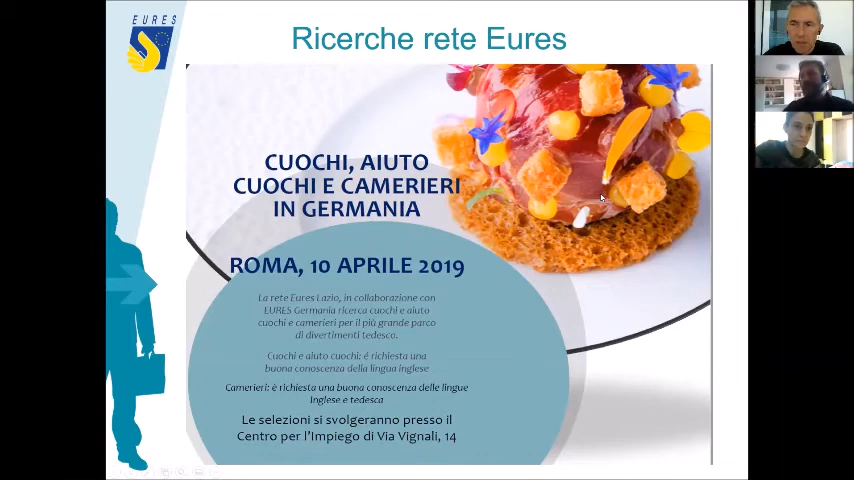 EURES
Ricerche rete Eures
CUOCHI, AIUTO
CUOCHI E CAMERIERI
IN GERMANIA
ROMA, 10 APRILE 2019
La rete Eures Lazio, in collaborazione con
EURES Germania ricerca cuochi e aiuto
cuochi e camerieri per il più grande parco
di divertimenti tedesco.
Cuochi e aiuto cuochi: é richiesta una
buona conoscenza della lingua inglese
Camerieri: è richiesta una buona conoscenza delle lingue
Inglese e tedesca
Le selezioni si svolgeranno presso il
Centro per l'Impiego di Via Vignali, 14